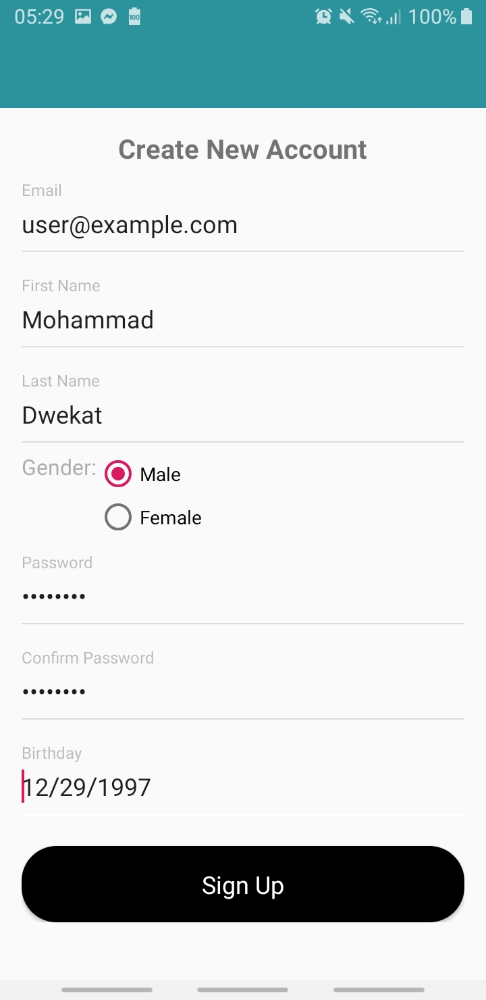 05:29 100 100%
Create New Account
Email
user@example.com
First Name
Mohammad
Last Name
Dwekat
Gender: Male
Female
Password
••••••••
Confirm Password
••••••••
Birthday
12/29/1997
Sign Up